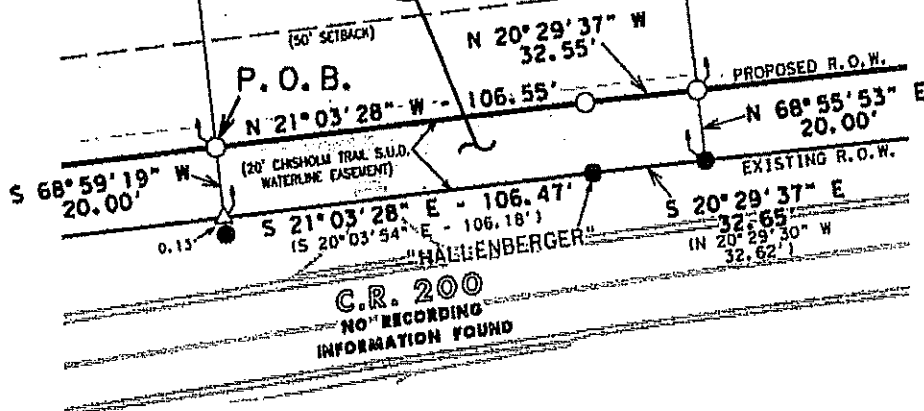 (50' SETBACK)
N 20°29'37" W
32.55'
P.O.B.
N 21°03'28" W - 106.55'
PROPOSED R.O.W.
N 68°55'53" E
20.00'
(20' CHISHOLM TRAIL S.U.D.
WATERLINE EASEMENT)
S 68°59'19" W
20.00'
EXISTING R.O.W.
S 21°03'28" E - 106.47'
(S 20°03'54" E - 106.18')
S 20°29'37" E
32.65'
(N 20°29'30" W
32.62')
0.15'
"HALLENBERGER"
C.R. 200
NO RECORDING
INFORMATION FOUND